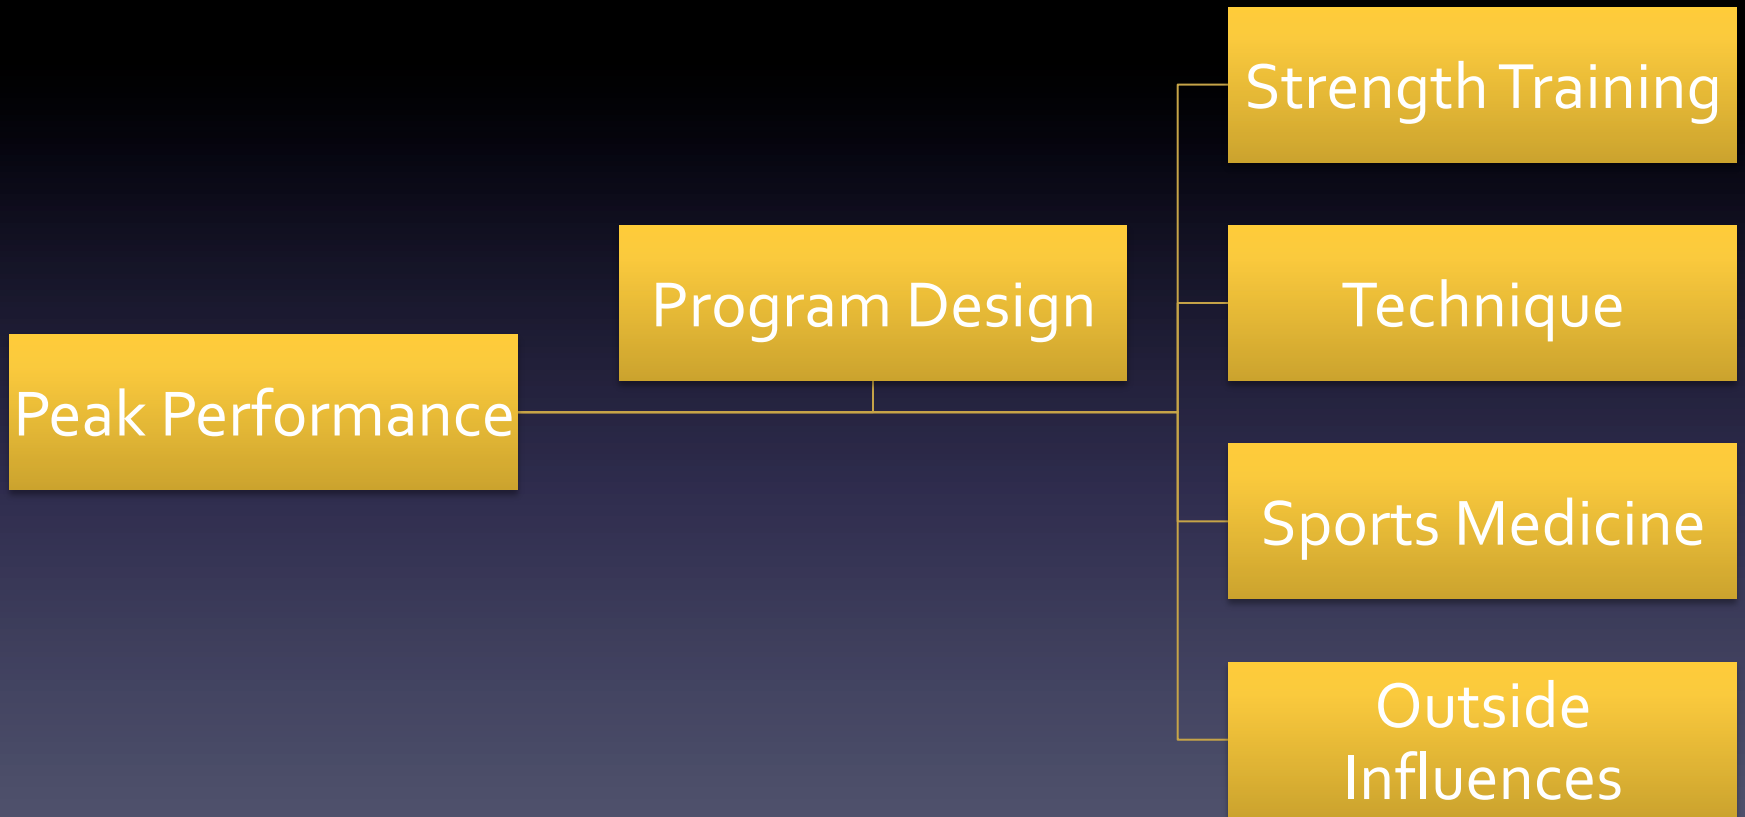 Peak Performance
Program Design
Strength Training
Technique
Sports Medicine
Outside
Influences